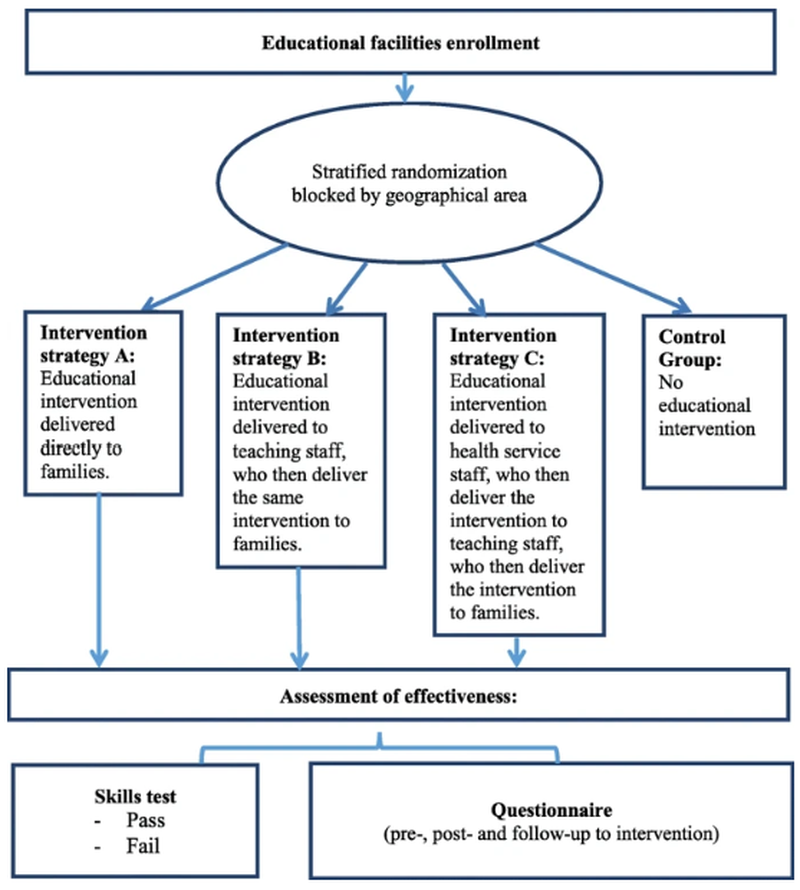 Educational facilities enrollment
Stratified randomization
blocked by geographical area
Intervention
strategy A:
Educational
intervention
delivered
directly to
families.
Intervention
strategy B:
Educational
intervention
delivered to
teaching staff,
who then deliver
the same
intervention to
families.
Intervention
strategy C:
Educational
intervention
delivered to
health service
staff, who then
deliver the
intervention to
teaching staff,
who then deliver
the intervention
to families.
Control
Group:
No
educational
intervention
Assessment of effectiveness:
Skills test
- Pass
- Fail
Questionnaire
(pre-, post- and follow-up to intervention)